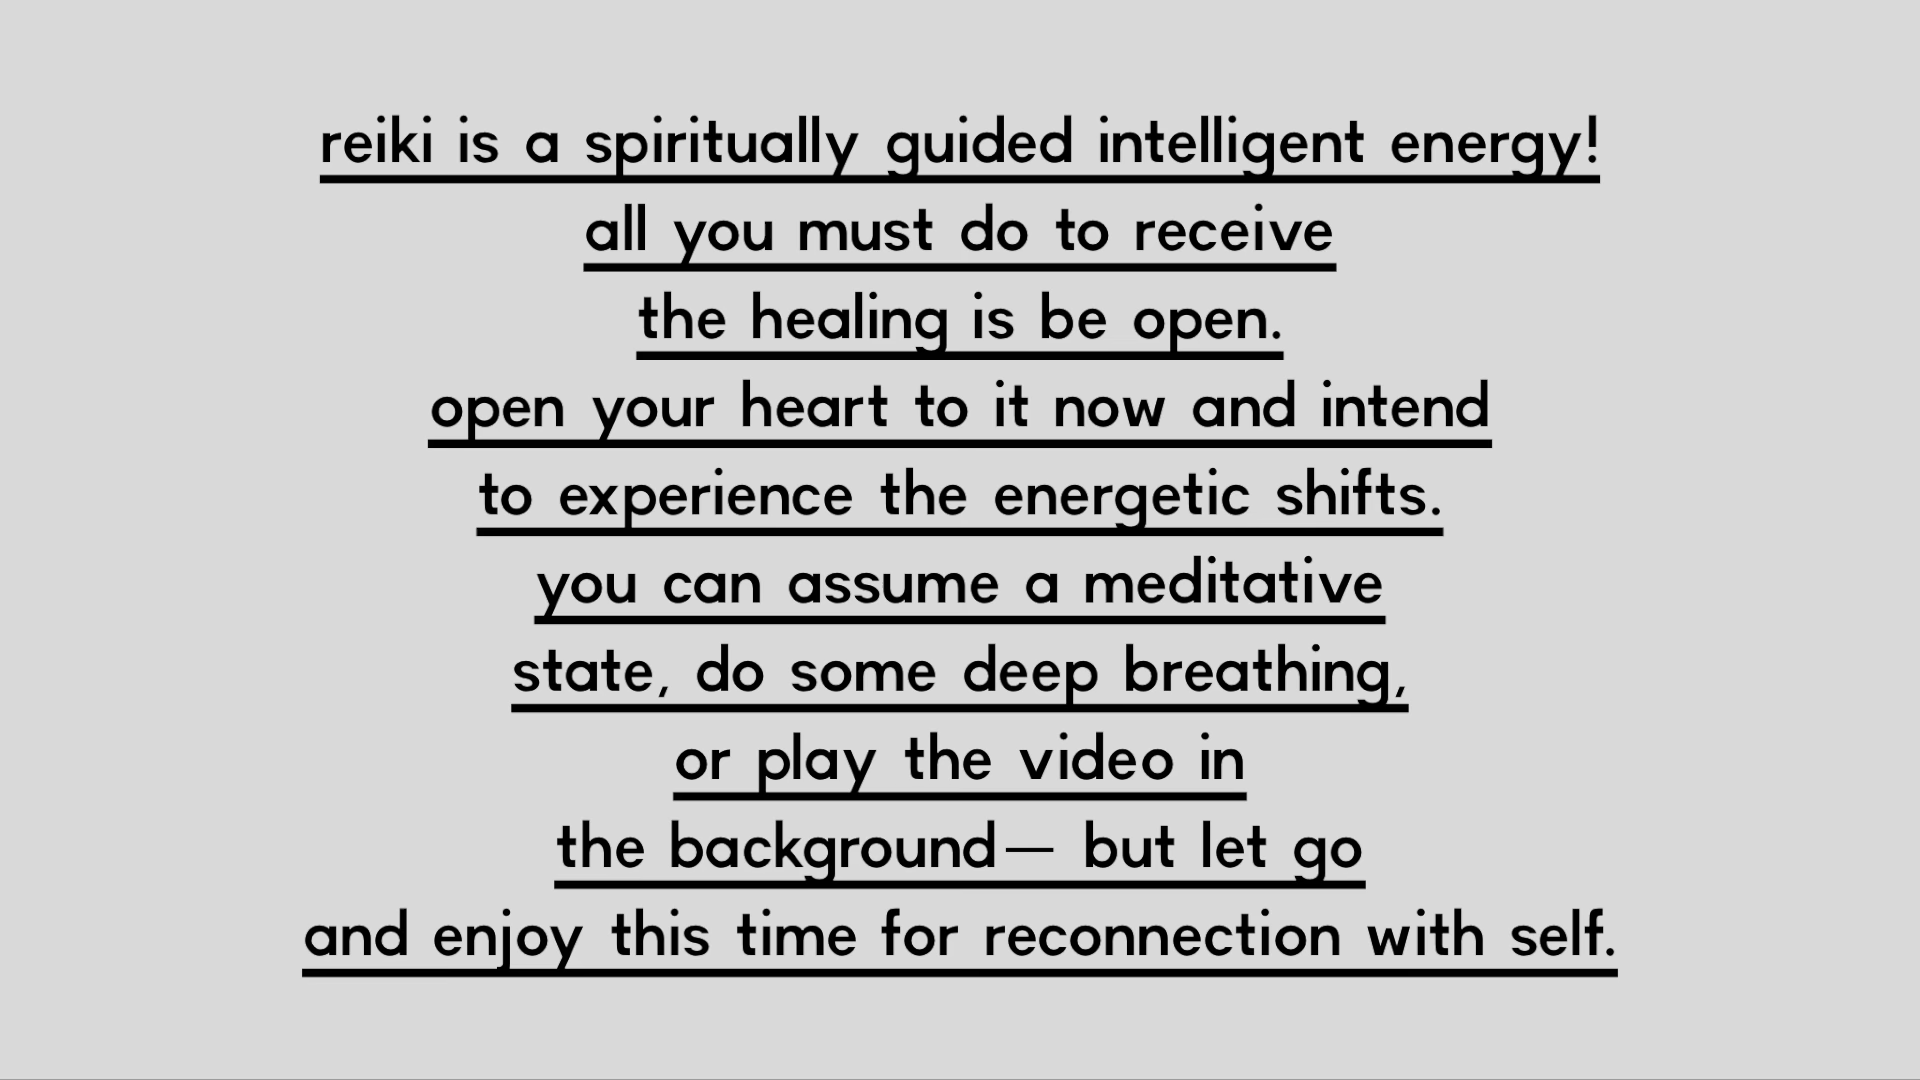 reiki is a spiritually guided intelligent energy!
all you must do to receive
the healing is be open.
open your heart to it now and intend
to experience the energetic shifts.
you can assume a meditative
state, do some deep breathing,
or play the video in
the background— but let go
and enjoy this time for reconnection with self.